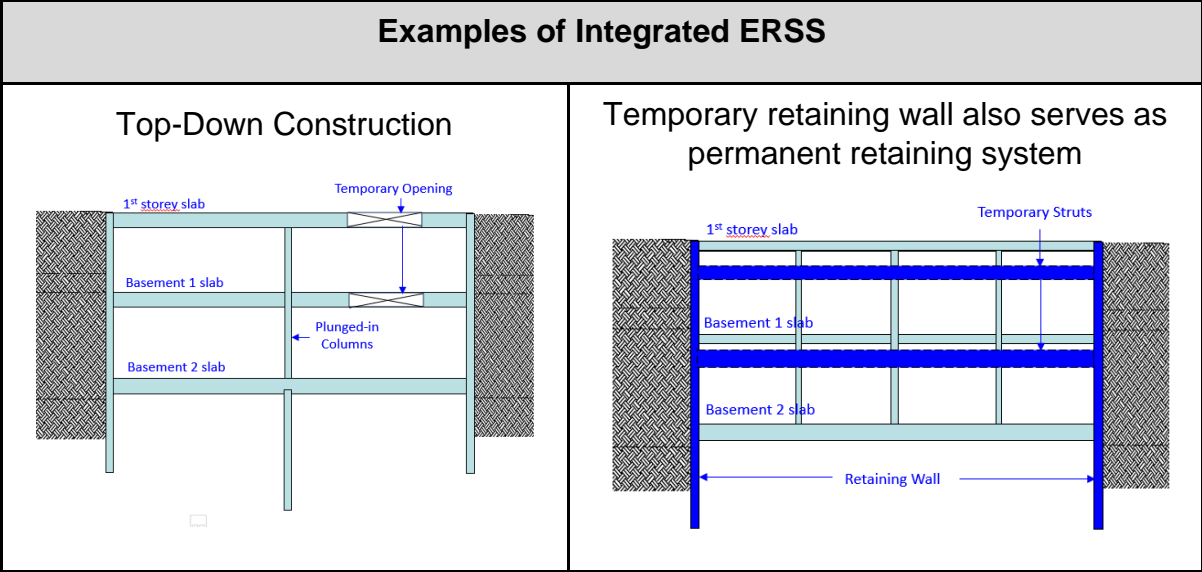 Examples of Integrated ERSS
Top-Down Construction
Temporary Opening
1st storey slab
Basement 1 slab
Plunged-in
Columns
Basement 2 slab
Temporary retaining wall also serves as
permanent retaining system
Temporary Struts
1st storey slab
Basement 1 slab
Basement 2 slab
Retaining Wall